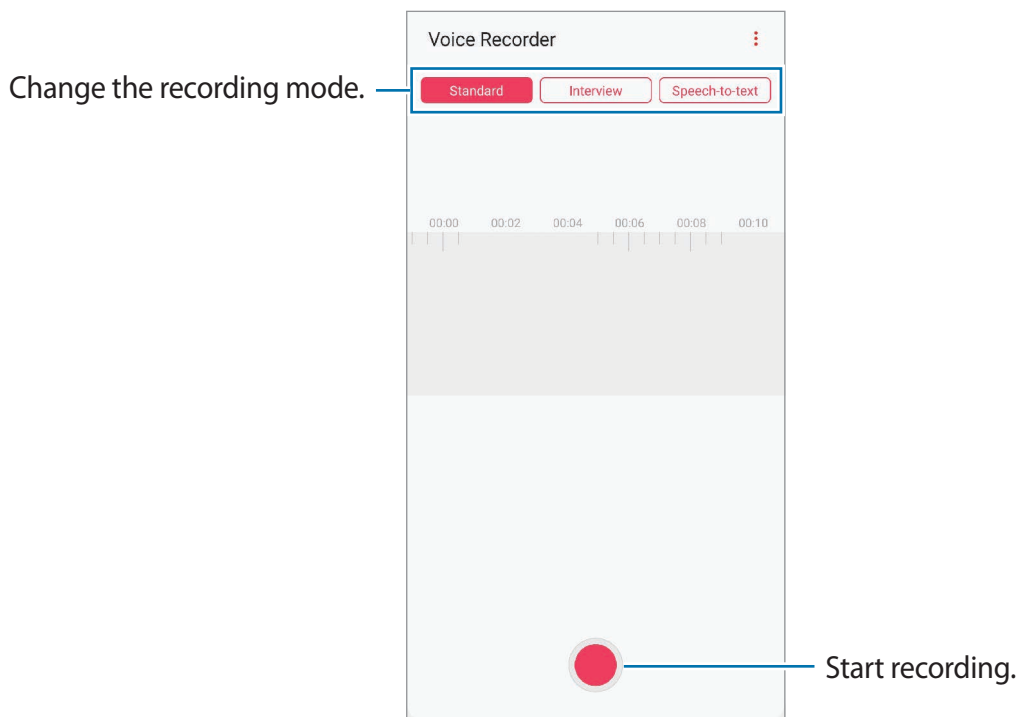 Voice Recorder
Change the recording mode.
Standard Interview Speech-to-text
00:00 00:02 00:04 00:06 00:08 00:10
Start recording.